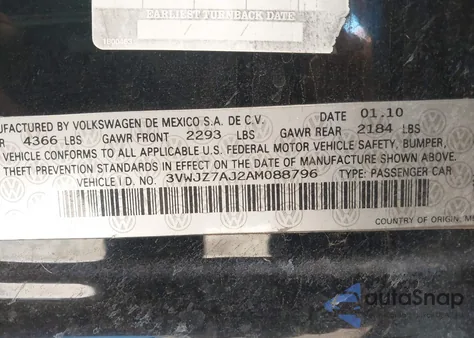 EARLIEST TURNBACK DATE
NUFACTURED BY VOLKSWAGEN DE MEXICO S.A. DE C.V. DATE 01.10
R 4366 LBS GAWR FRONT 2293 LBS GAWR REAR 2184 LBS
VEHICLE CONFORMS TO ALL APPLICABLE U.S. FEDERAL MOTOR VEHICLE SAFETY, BUMPER,
THEFT PREVENTION STANDARDS IN EFFECT ON THE DATE OF MANUFACTURE SHOWN ABOVE.
VEHICLE I D. NO. 3VWJZ7AJ2AM088796 TYPE: PASSENGER CAR
COUNTRY OF ORIGIN: ME
autoSnap